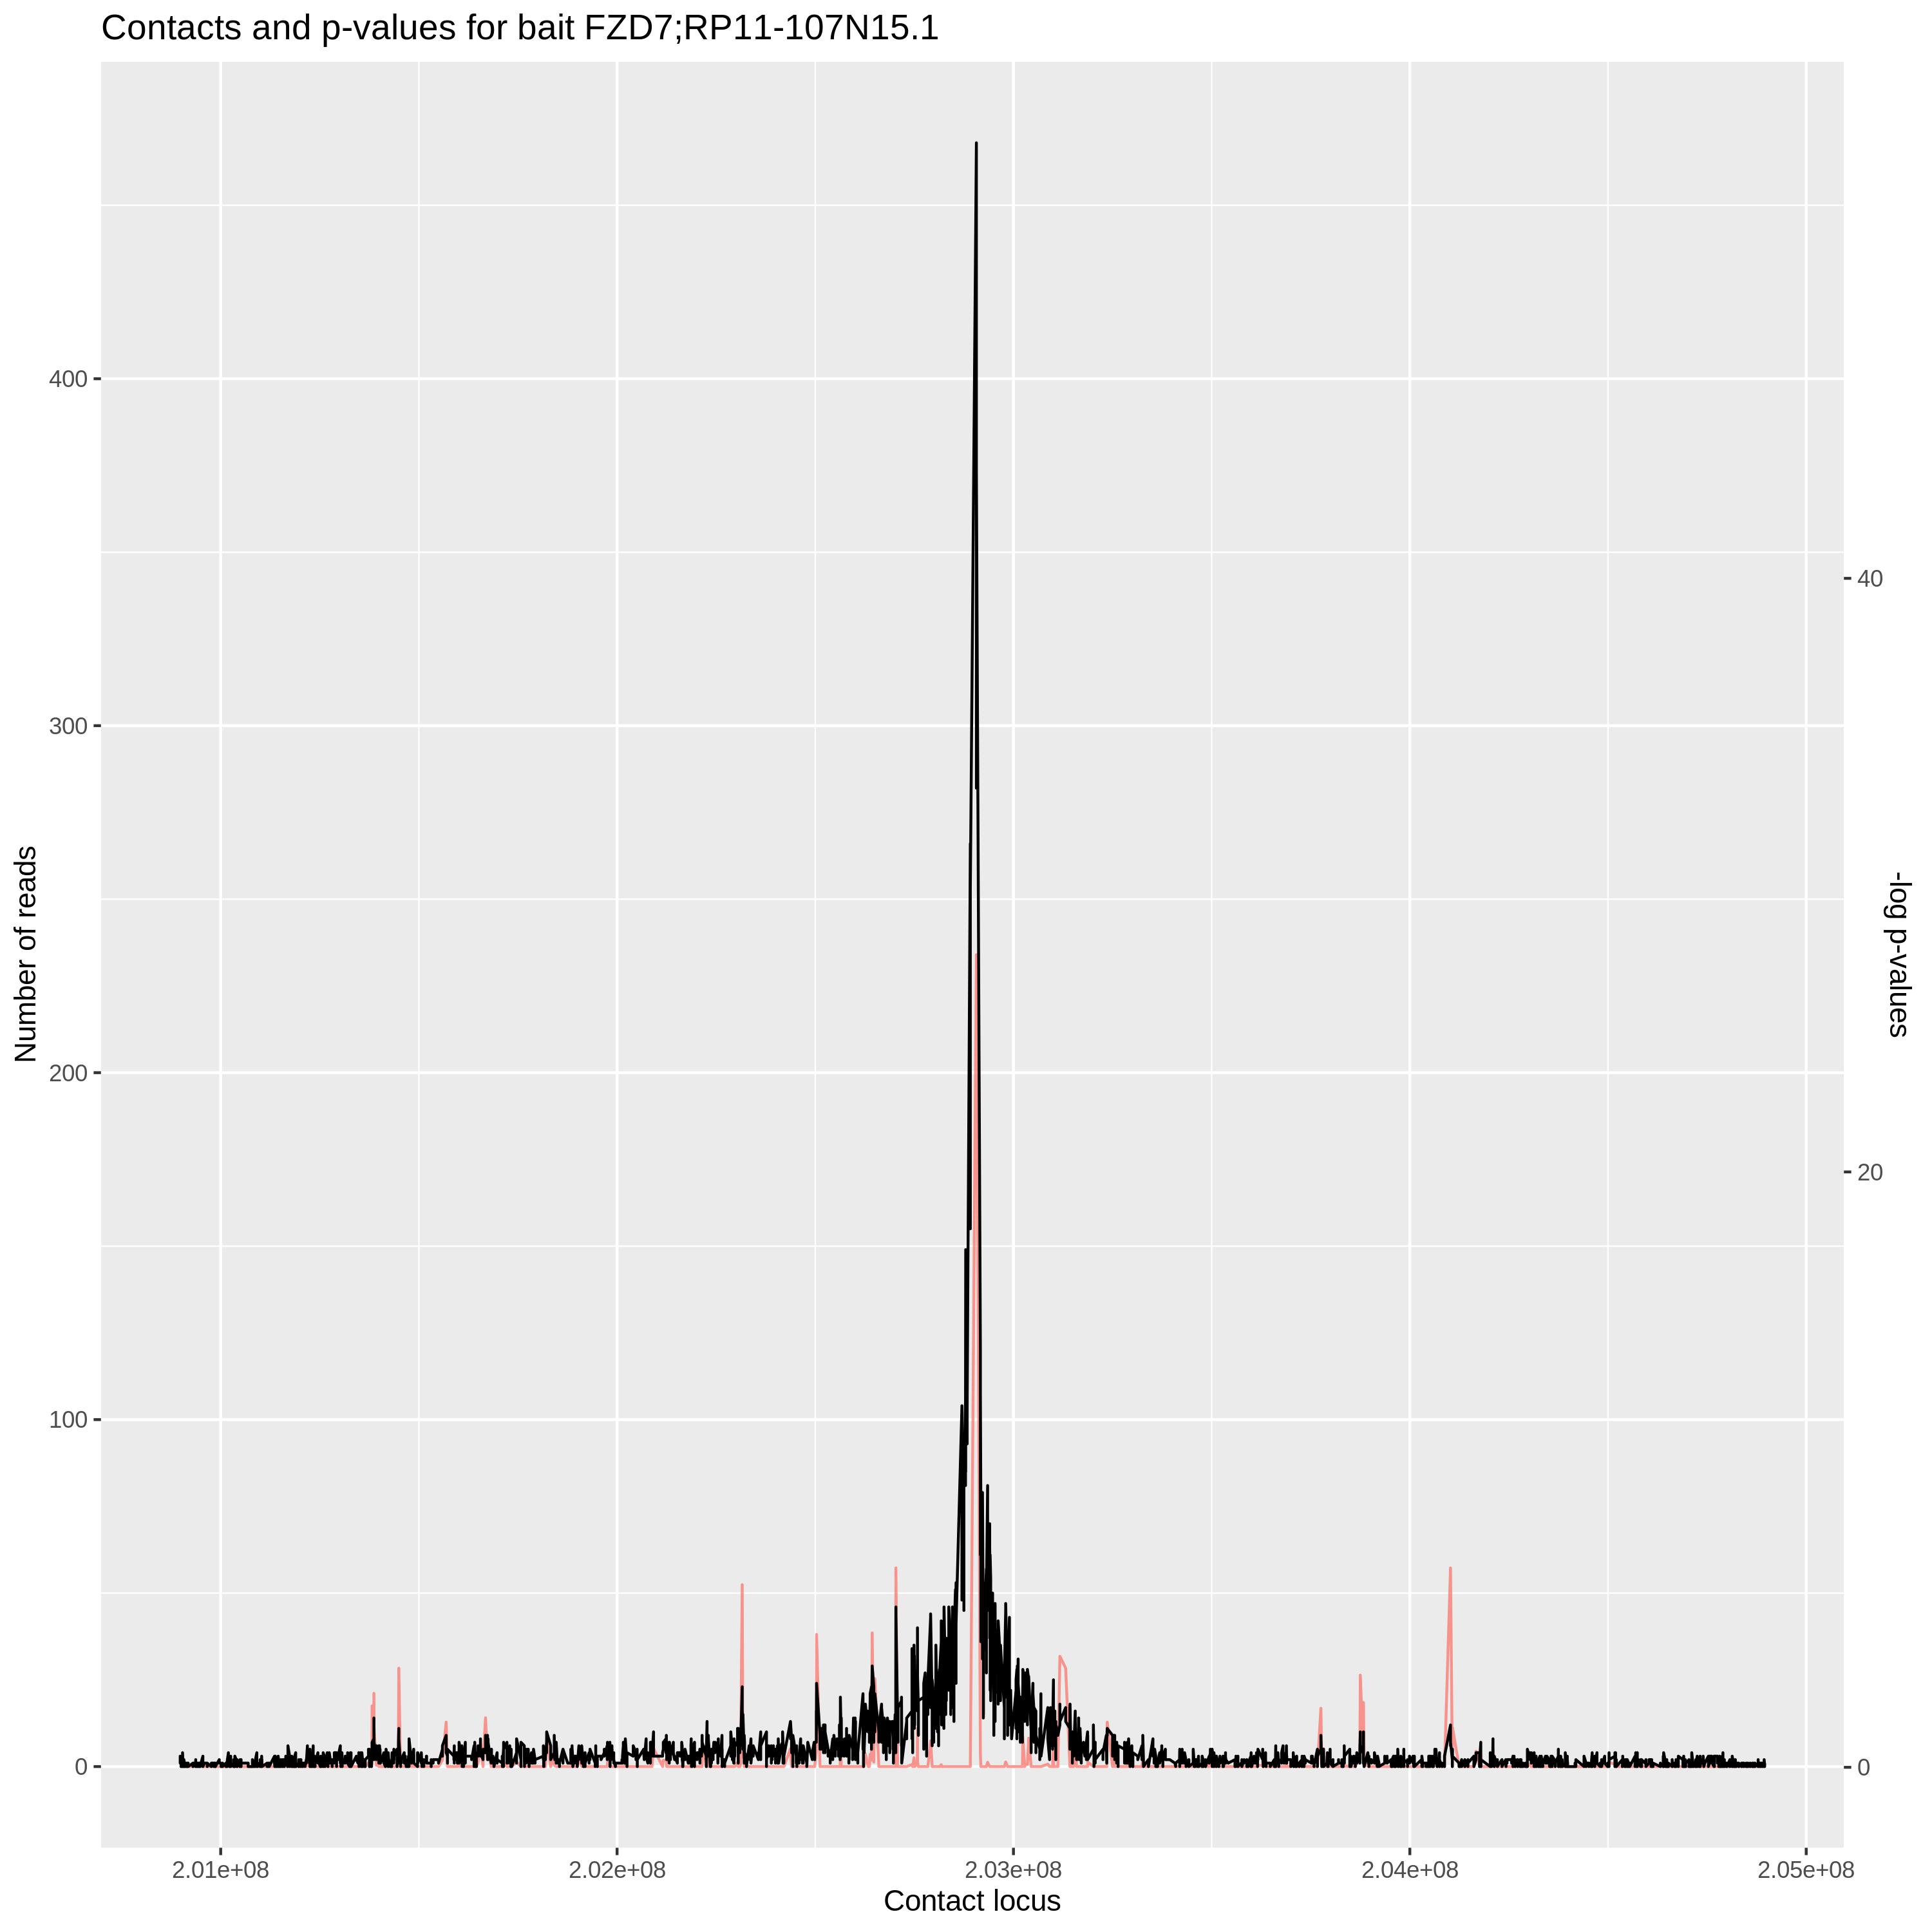 Contacts and p-values for bait FZD7;RP11-107N15.1
400
300
200
100
0
Number of reads
40
20
0
-log p-values
2.01e+08 2.02e+08 2.03e+08 2.04e+08 2.05e+08
Contact locus